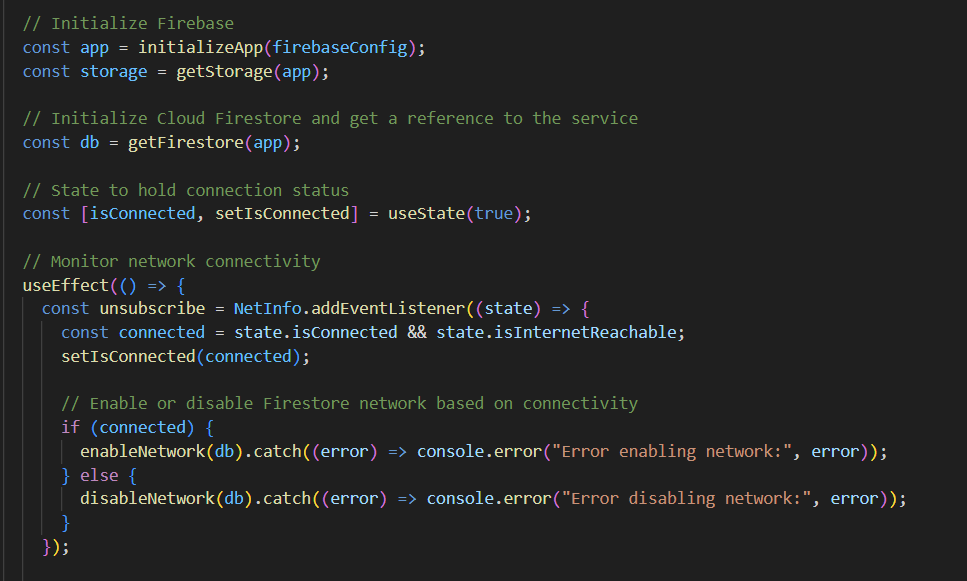 // Initialize Firebase
const app = initializeApp(firebaseConfig);
const storage = getStorage(app);
// Initialize Cloud Firestore and get a reference to the service
const db = getFirestore(app);
// State to hold connection status
const [isConnected, setIsConnected] = useState(true);
// Monitor network connectivity
useEffect(() => {
const unsubscribe = NetInfo.addEventListener((state) => {
const connected = state.isConnected && state.isInternetReachable;
setIsConnected(connected);
// Enable or disable Firestore network based on connectivity
if (connected) {
enableNetwork(db).catch((error) => console.error("Error enabling network:", error));
} else {
disableNetwork(db).catch((error) => console.error("Error disabling network:", error));
}
});